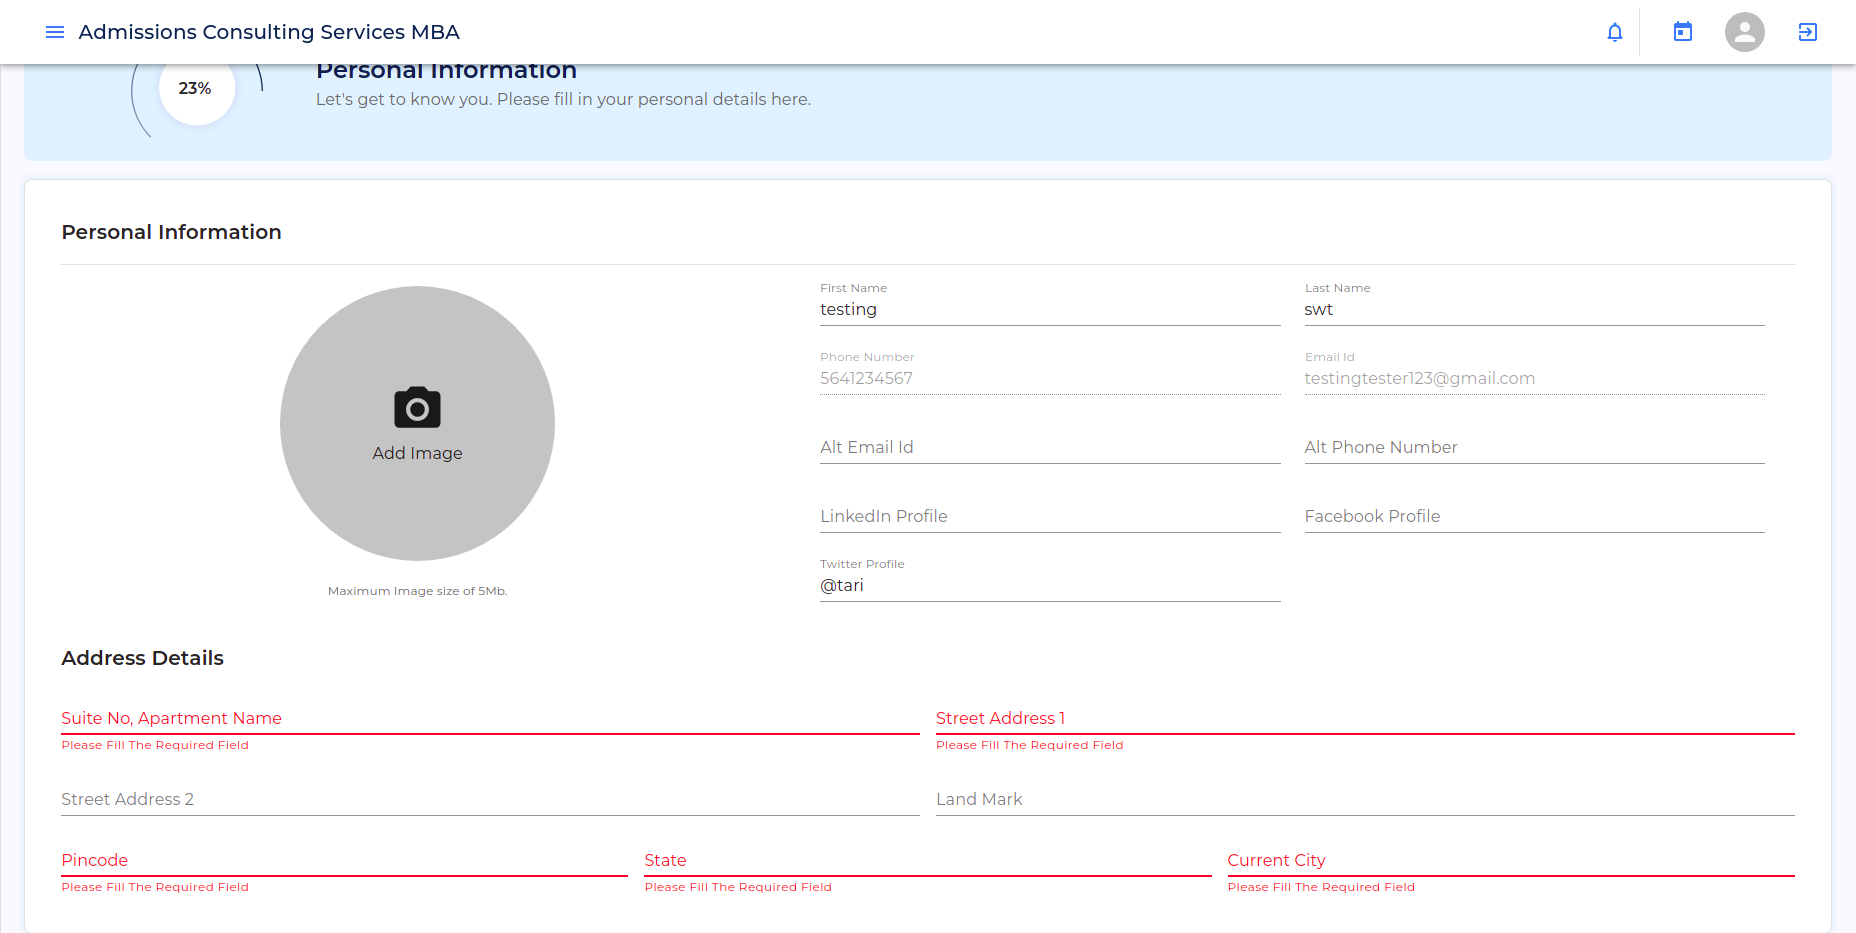 Admissions Consulting Services MBA
23%
Personal Information
Let's get to know you. Please fill in your personal details here.
Personal Information
Add Image
Maximum Image size of 5Mb.
First Name
testing
Last Name
swt
Phone Number
5641234567
Email Id
testingtester123@gmail.com
Alt Email Id
Alt Phone Number
LinkedIn Profile
Facebook Profile
Twitter Profile
@tari
Address Details
Suite No, Apartment Name
Please Fill The Required Field
Street Address 1
Please Fill The Required Field
Street Address 2
Land Mark
Pincode
Please Fill The Required Field
State
Please Fill The Required Field
Current City
Please Fill The Required Field